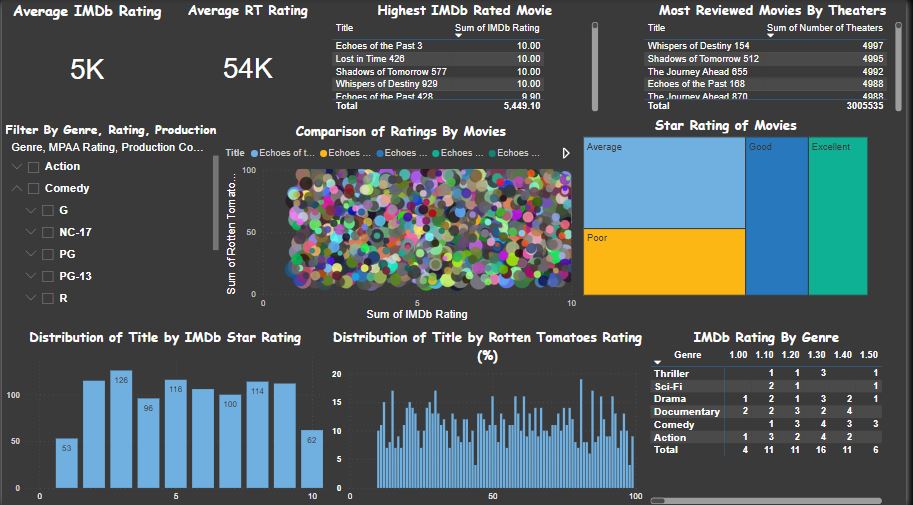 Average IMDb Rating
5K
Average RT Rating
54K
Highest IMDb Rated Movie
Title Sum of IMDb Rating
Echoes of the Past 3 10.00
Lost in Time 426 10.00
Shadows of Tomorrow 577 10.00
Whispers of Destiny 929 10.00
Echoes of the Past 428 9.90
Total 5,449.10
Most Reviewed Movies By Theaters
Title Sum of Number of Theaters
Whispers of Destiny 154 4997
Shadows of Tomorrow 512 4995
The Journey Ahead 655 4992
Echoes of the Past 168 4988
The Journey Ahead 870 4988
Total 3005535
Filter By Genre, Rating, Production
Genre, MPAA Rating, Production Co...
Action
Comedy
G
NC-17
PG
PG-13
R
Comparison of Ratings By Movies
Title Echoes of t... Echoes ... Echoes ... Echoes ... Echoes ...
Sum of Rotten Tomato...
100
50
0
0 5 10
Sum of IMDb Rating
Star Rating of Movies
Average
Good
Excellent
Poor
Distribution of Title by IMDb Star Rating
100
50
0
53 126 96 116 100 114 62
0 5 10
Distribution of Title by Rotten Tomatoes Rating
(%)
20
15
10
5
0
0 50 100
IMDb Rating By Genre
Genre 1.00 1.10 1.20 1.30 1.40 1.50
Thriller 1 1 3 1
Sci-Fi 2 1 1
Drama 1 2 1 3 2 1
Documentary 2 2 3 2 4
Comedy 1 3 4 3 3
Action 1 3 2 4 2
Total 4 11 11 16 11 6